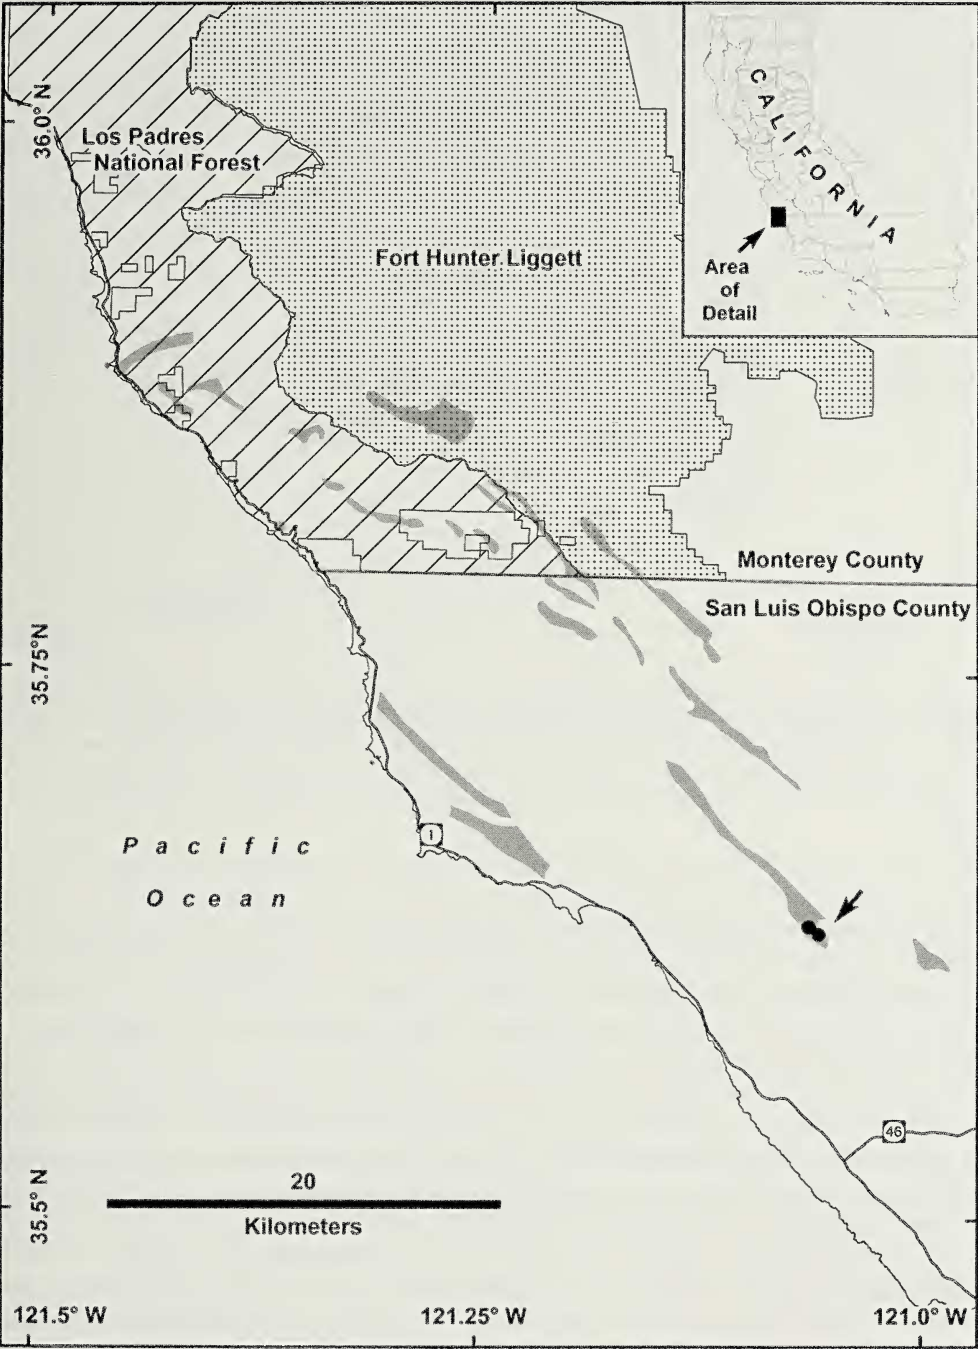 36.0° N
Los Padres
National Forest
Fort Hunter Liggett
CALIFORNIA
Area
of
Detail
Monterey County
San Luis Obispo County
35.75°N
1
Pacific
Ocean
46
20
Kilometers
35.5° N
121.5° W
121.25° W
121.0° W